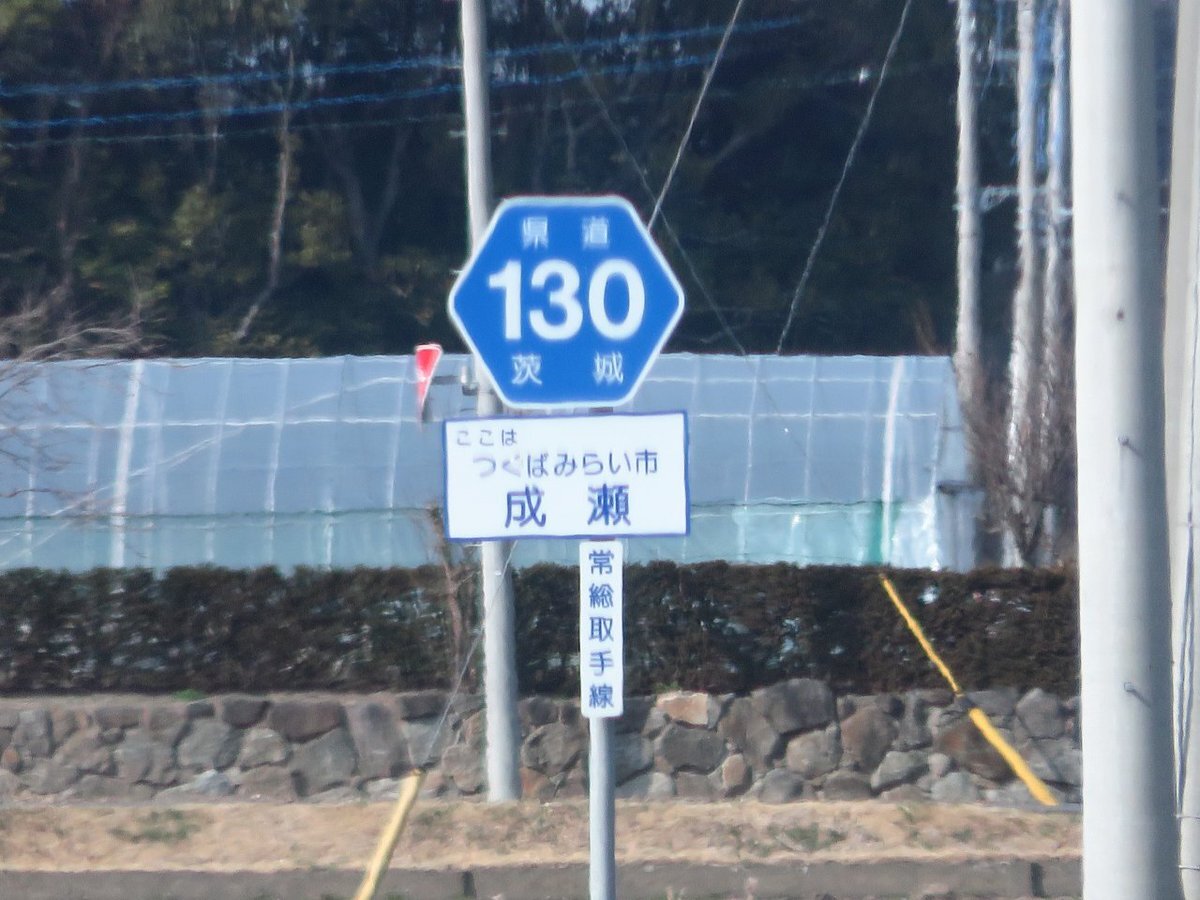 県道
130
茨城
ここは
つくばみらい市
成瀬
常総取手線